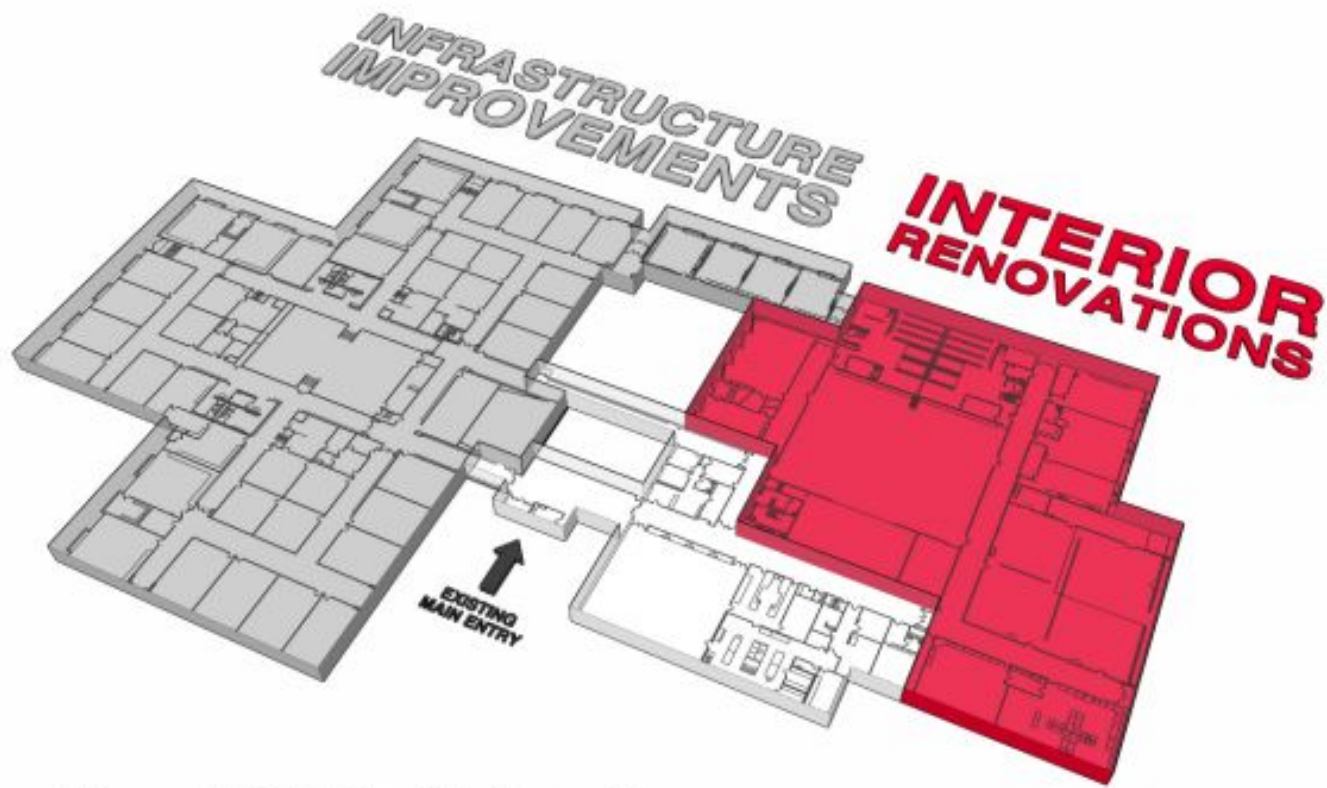 INFRASTRUCTURE
IMPROVEMENTS
INTERIOR
RENOVATIONS
EXISTING
MAIN ENTRY